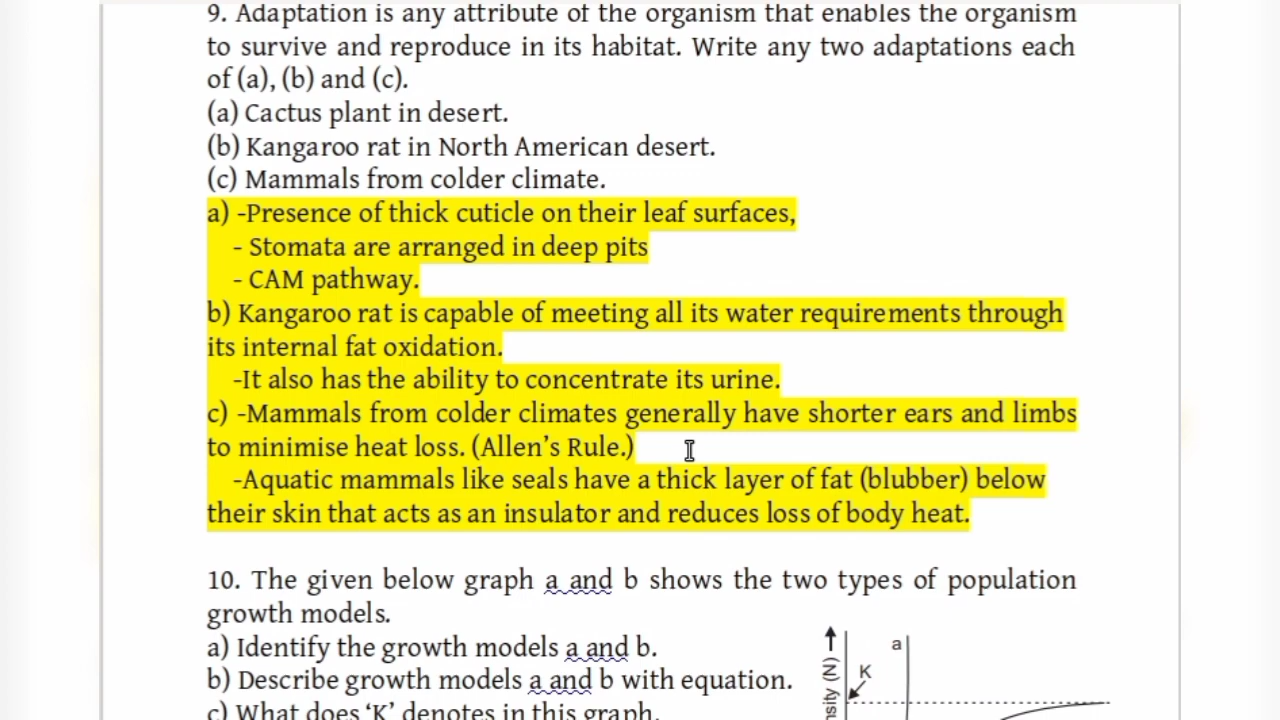 9. Adaptation is any attribute of the organism that enables the organism
to survive and reproduce in its habitat. Write any two adaptations each
of (a), (b) and (c).
(a) Cactus plant in desert.
(b) Kangaroo rat in North American desert.
(c) Mammals from colder climate.
a) -Presence of thick cuticle on their leaf surfaces,
- Stomata are arranged in deep pits
- CAM pathway.
b) Kangaroo rat is capable of meeting all its water requirements through
its internal fat oxidation.
-It also has the ability to concentrate its urine.
c) -Mammals from colder climates generally have shorter ears and limbs
to minimise heat loss. (Allen’s Rule.)
-Aquatic mammals like seals have a thick layer of fat (blubber) below
their skin that acts as an insulator and reduces loss of body heat.
10. The given below graph a and b shows the two types of population
growth models.
a) Identify the growth models a and b.
b) Describe growth models a and b with equation.
c) What does ‘K’ denotes in this graph.
a
K
(N)